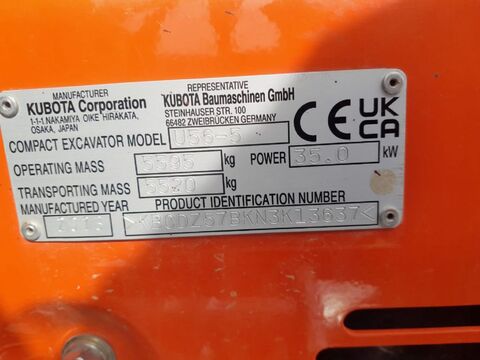 MANUFACTURER
KUBOTA Corporation
1-1-1.NAKAMIYA OIKE HIRAKATA,
OSAKA, JAPAN
REPRESENTATIVE
KUBOTA Baumaschinen GmbH
STEINHAUSER STR. 100
66482 ZWEIBRUCKEN GERMANY
CE UK CA
COMPACT EXCAVATOR MODEL U56-5
OPERATING MASS 5595 kg POWER 35.0 kW
TRANSPORTING MASS 5520 kg
MANUFACTURED YEAR PRODUCT IDENTIFICATION NUMBER